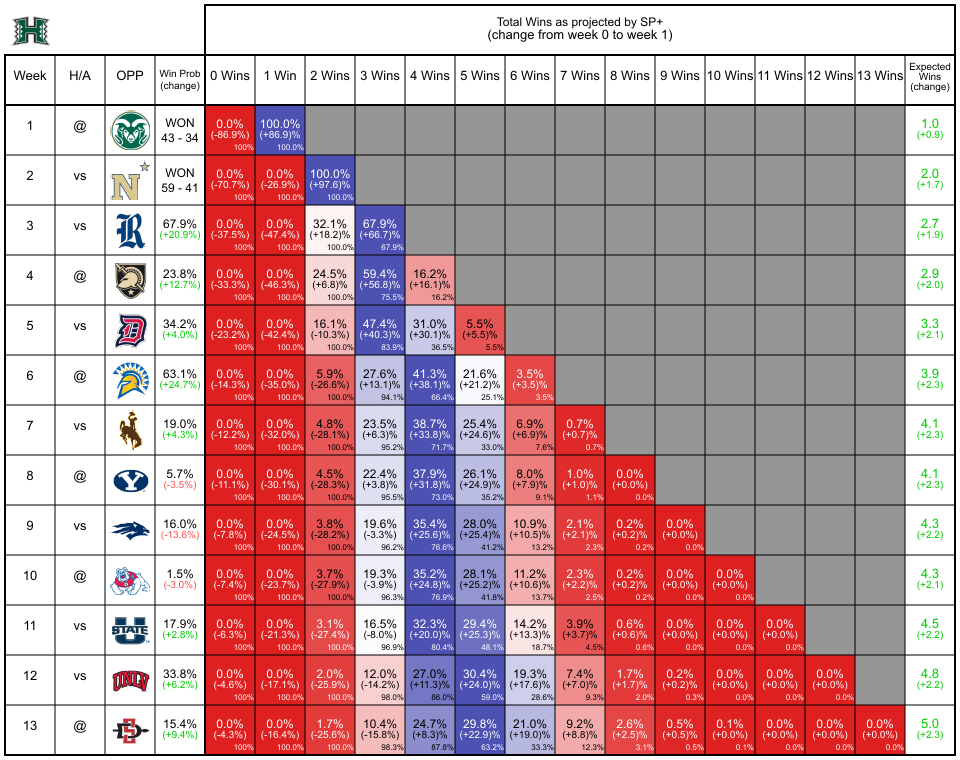 H
Total Wins as projected by SP+
(change from week 0 to week 1)
Week H/A OPP Win Prob (change) 0 Wins 1 Win 2 Wins 3 Wins 4 Wins 5 Wins 6 Wins 7 Wins 8 Wins 9 Wins 10 Wins 11 Wins 12 Wins 13 Wins Expected Wins (change)
1 @ WON 0.0% 100.0% 1.0
43 - 34 (-86.9%) (+86.9)% (+0.9)
100% 100.0%
2 vs N WON 0.0% 0.0% 100.0% 2.0
59 - 41 (-70.7%) (-26.9%) (+97.6)% (+1.7)
100% 100.0% 100.0%
3 vs R 67.9% 0.0% 0.0% 32.1% 67.9% 2.7
(+20.9%) (-37.5%) (-47.4%) (+18.2)% (+66.7)% (+1.9)
100% 100.0% 100.0% 67.9%
4 @ 23.8% 0.0% 0.0% 24.5% 59.4% 16.2% 2.9
(+12.7%) (-33.3%) (-46.3%) (+6.8)% (+56.8)% (+16.1)% (+2.0)
100% 100.0% 100.0% 75.5% 16.2%
5 vs D 34.2% 0.0% 0.0% 16.1% 47.4% 31.0% 5.5% 3.3
(+4.0%) (-23.2%) (-42.4%) (-10.3%) (+40.3)% (+30.1)% (+5.5)% (+2.1)
100% 100.0% 100.0% 83.9% 36.5% 5.5%
6 @ 63.1% 0.0% 0.0% 5.9% 27.6% 41.3% 21.6% 3.5% 3.9
(+24.7%) (-14.3%) (-35.0%) (-26.6%) (+13.1)% (+38.1)% (+21.2)% (+3.5)% (+2.3)
100% 100.0% 100.0% 94.1% 66.4% 25.1% 3.5%
7 vs 19.0% 0.0% 0.0% 4.8% 23.5% 38.7% 25.4% 6.9% 0.7% 4.1
(+4.3%) (-12.2%) (-32.0%) (-28.1%) (+6.3)% (+33.8)% (+24.6)% (+6.9)% (+0.7)% (+2.3)
100% 100.0% 100.0% 95.2% 71.7% 33.0% 7.6% 0.7%
8 @ Y 5.7% 0.0% 0.0% 4.5% 22.4% 37.9% 26.1% 8.0% 1.0% 0.0% 4.1
(-3.5%) (-11.1%) (-30.1%) (-28.3%) (+3.8)% (+31.8)% (+24.9)% (+7.9)% (+1.0)% (+0.0)% (+2.3)
100% 100.0% 100.0% 95.5% 73.0% 35.2% 9.1% 1.1% 0.0%
9 vs 16.0% 0.0% 0.0% 3.8% 19.6% 35.4% 28.0% 10.9% 2.1% 0.2% 0.0% 4.3
(-13.6%) (-7.8%) (-24.5%) (-28.2%) (-3.3%) (+25.6)% (+25.4)% (+10.5)% (+2.1)% (+0.2)% (+0.0)% (+2.2)
100% 100.0% 100.0% 96.2% 76.6% 41.2% 13.2% 2.3% 0.2% 0.0%
10 @ 1.5% 0.0% 0.0% 3.7% 19.3% 35.2% 28.1% 11.2% 2.3% 0.2% 0.0% 0.0% 4.3
(-3.0%) (-7.4%) (-23.7%) (-27.9%) (-3.9%) (+24.8)% (+25.2)% (+10.6)% (+2.2)% (+0.2)% (+0.0)% (+0.0)% (+2.1)
100% 100.0% 100.0% 96.3% 76.9% 41.8% 13.7% 2.5% 0.2% 0.0% 0.0%
11 vs U STATE 17.9% 0.0% 0.0% 3.1% 16.5% 32.3% 29.4% 14.2% 3.9% 0.6% 0.0% 0.0% 0.0% 4.5
(+2.8%) (-6.3%) (-21.3%) (-27.4%) (-8.0%) (+20.0)% (+25.3)% (+13.3)% (+3.7)% (+0.6)% (+0.0)% (+0.0)% (+0.0)% (+2.2)
100% 100.0% 100.0% 96.9% 80.4% 48.1% 18.7% 4.5% 0.6% 0.0% 0.0% 0.0%
12 vs UNLV 33.8% 0.0% 0.0% 2.0% 12.0% 27.0% 30.4% 19.3% 7.4% 1.7% 0.2% 0.0% 0.0% 0.0% 4.8
(+6.2%) (-4.6%) (-17.1%) (-25.9%) (-14.2%) (+11.3)% (+24.0)% (+17.6)% (+7.0)% (+1.7)% (+0.2)% (+0.0)% (+0.0)% (+0.0)% (+2.2)
100% 100.0% 100.0% 98.0% 86.0% 59.0% 28.6% 9.3% 2.0% 0.3% 0.0% 0.0% 0.0%
13 @ SD 15.4% 0.0% 0.0% 1.7% 10.4% 24.7% 29.8% 21.0% 9.2% 2.6% 0.5% 0.1% 0.0% 0.0% 0.0% 5.0
(+9.4%) (-4.3%) (-16.4%) (-25.6%) (-15.8%) (+8.3)% (+22.9)% (+19.0)% (+8.8)% (+2.5)% (+0.5)% (+0.0)% (+0.0)% (+0.0)% (+0.0)% (+2.3)
100% 100.0% 100.0% 98.3% 87.8% 63.2% 33.3% 12.3% 3.1% 0.5% 0.1% 0.0% 0.0% 0.0%